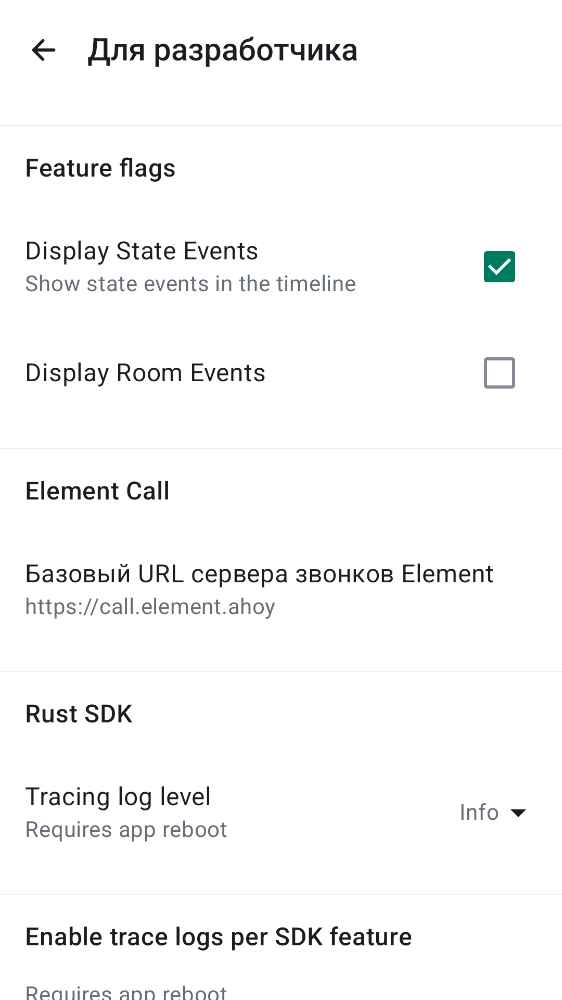 Для разработчика
Feature flags
Display State Events
Show state events in the timeline
Display Room Events
Element Call
Базовый URL сервера звонков Element
https://call.element.ahoy
Rust SDK
Tracing log level
Info
Requires app reboot
Enable trace logs per SDK feature
Requires app reboot